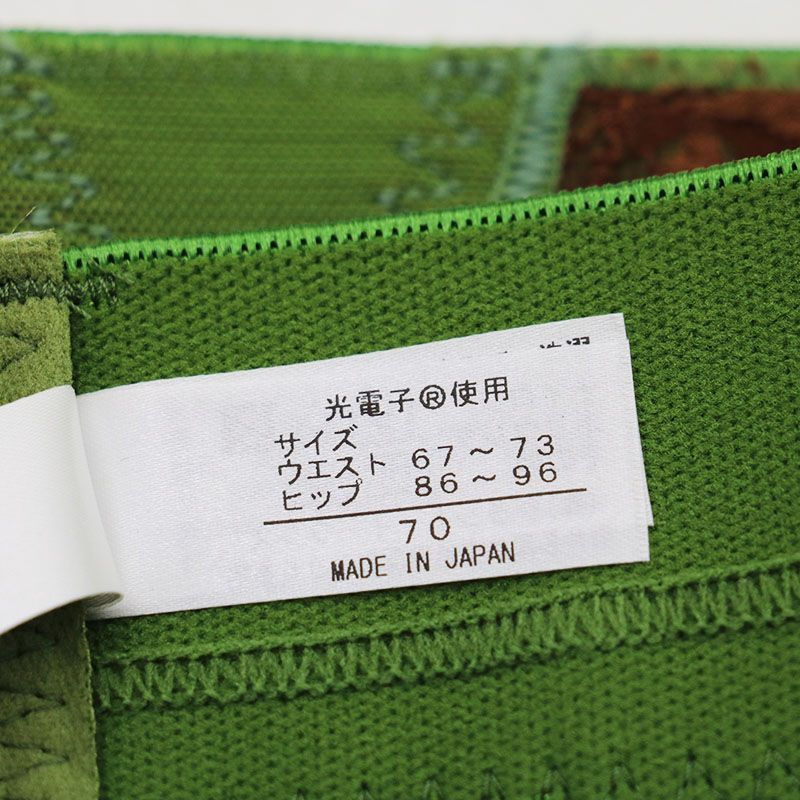 光電子®使用
サイズ
ウエスト 67～73
ヒップ 86～96
70
MADE IN JAPAN